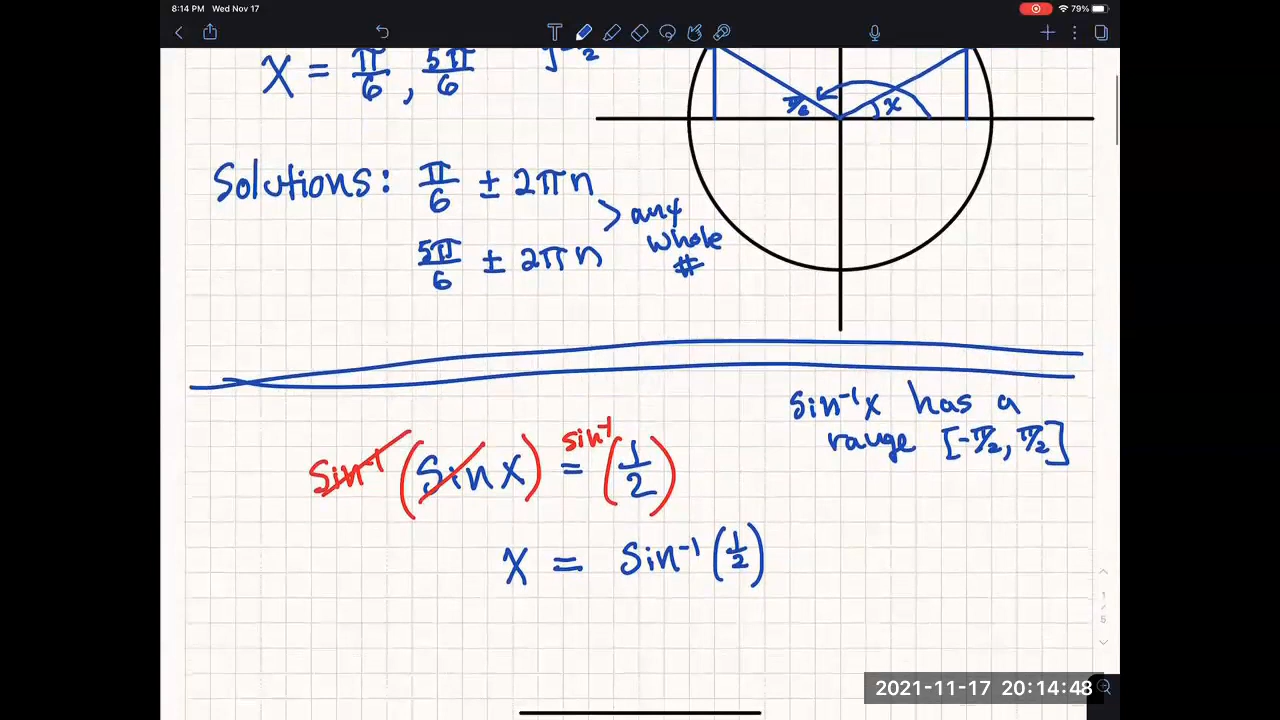 8:14 PM Wed Nov 17
79%
X = π/6 , 5π/6
π/6
x
Solutions: π/6 ± 2πn
5π/6 ± 2πn
> any
whole
#
sin⁻¹x has a
range [-π/2, π/2]
sin⁻¹ (sin x) = sin⁻¹ (1/2)
x = sin⁻¹ (1/2)
1
/
5
2021-11-17 20:14:48